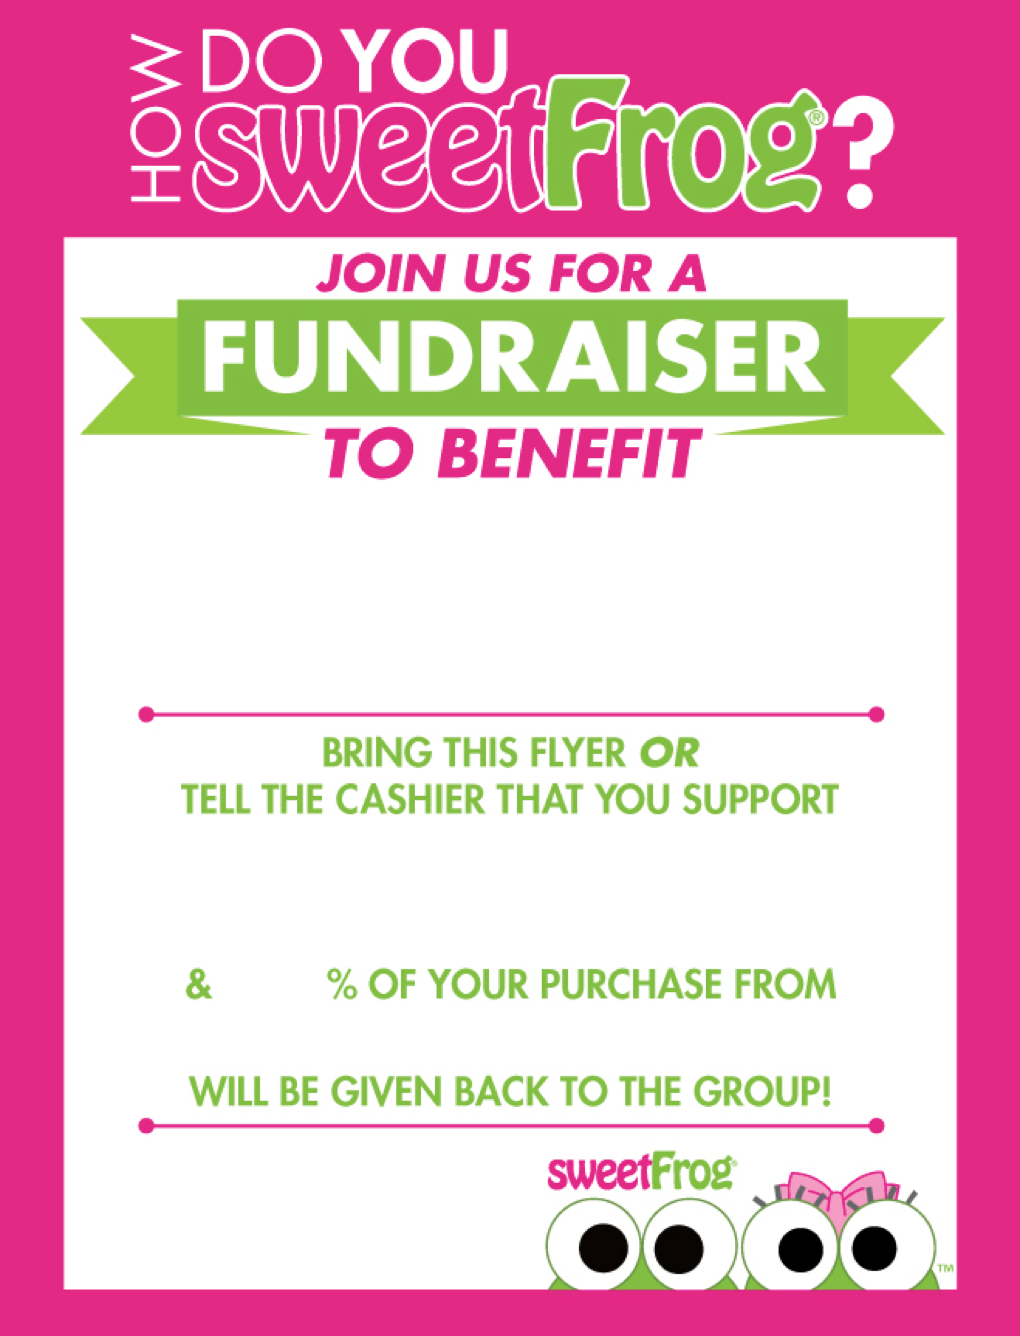 HOW DO YOU
sweetFrog®?
JOIN US FOR A
FUNDRAISER
TO BENEFIT
BRING THIS FLYER OR
TELL THE CASHIER THAT YOU SUPPORT
& % OF YOUR PURCHASE FROM
WILL BE GIVEN BACK TO THE GROUP!
sweetFrog®
TM